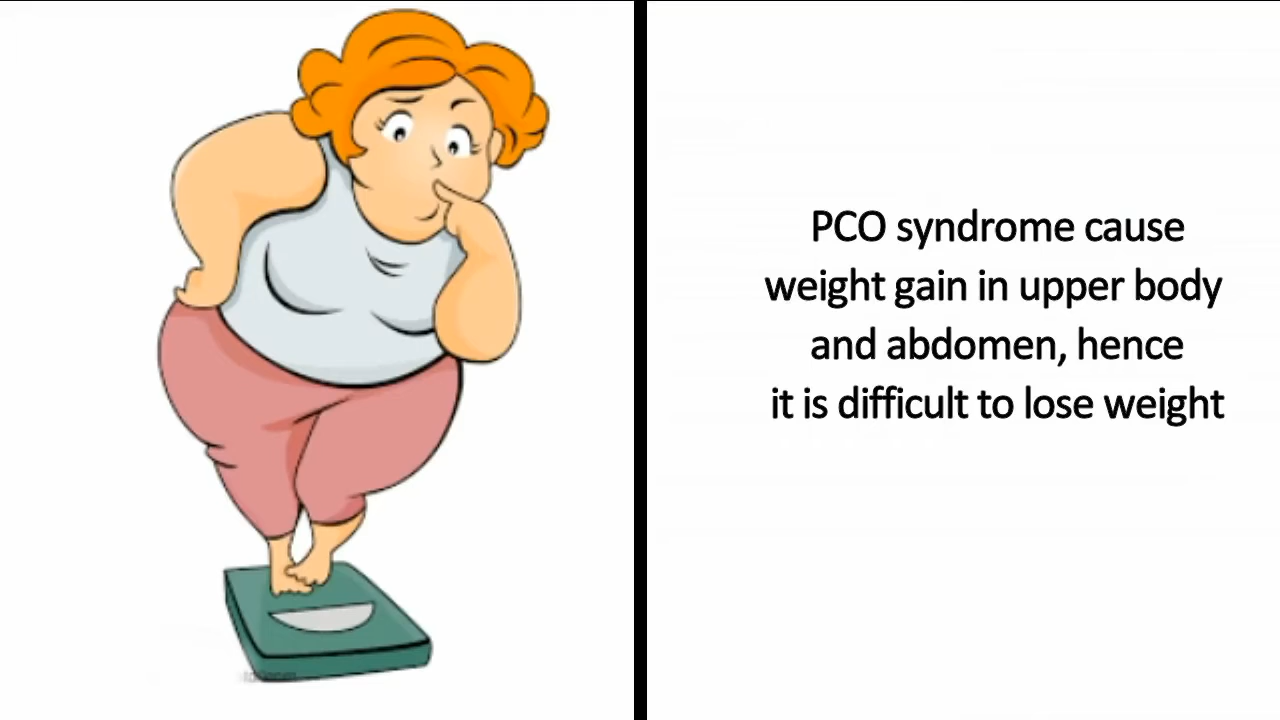 PCO syndrome cause
weight gain in upper body
and abdomen, hence
it is difficult to lose weight